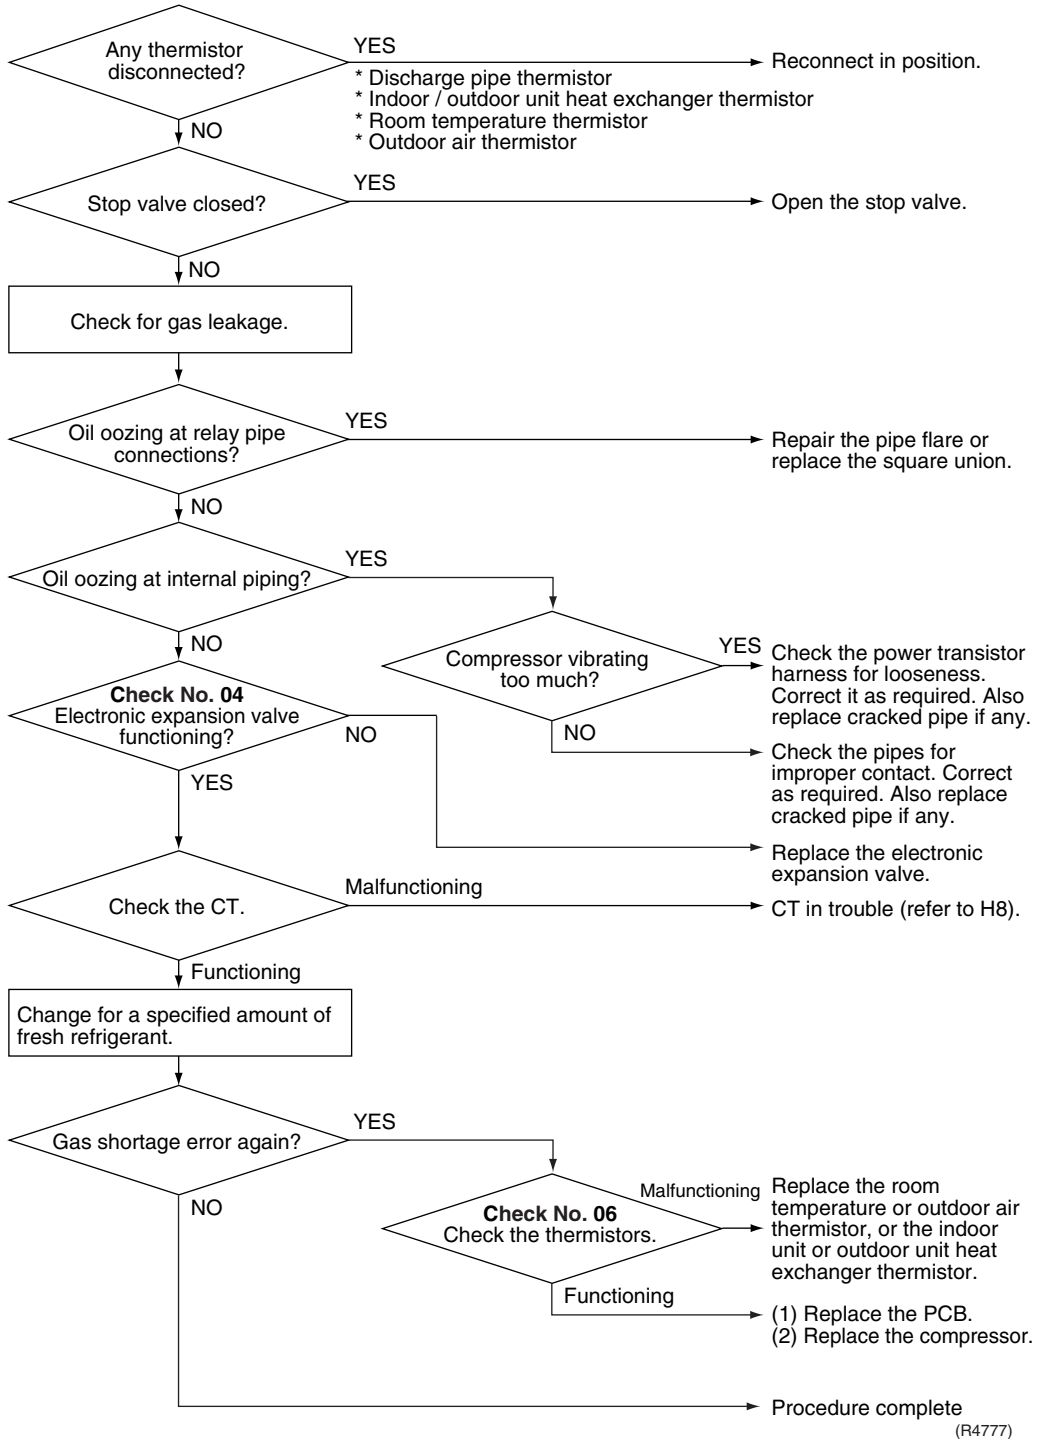 Any thermistor
disconnected?
YES
Reconnect in position.
* Discharge pipe thermistor
* Indoor / outdoor unit heat exchanger thermistor
* Room temperature thermistor
* Outdoor air thermistor
NO
Stop valve closed?
YES
Open the stop valve.
NO
Check for gas leakage.
Oil oozing at relay pipe
connections?
YES
Repair the pipe flare or
replace the square union.
NO
Oil oozing at internal piping?
YES
NO
Compressor vibrating
too much?
YES
Check the power transistor
harness for looseness.
Correct it as required. Also
replace cracked pipe if any.
NO
Check the pipes for
improper contact. Correct
as required. Also replace
cracked pipe if any.
Check No. 04
Electronic expansion valve
functioning?
NO
Replace the electronic
expansion valve.
YES
Check the CT.
Malfunctioning
CT in trouble (refer to H8).
Functioning
Change for a specified amount of
fresh refrigerant.
Gas shortage error again?
YES
NO
Check No. 06
Check the thermistors.
Malfunctioning
Replace the room
temperature or outdoor air
thermistor, or the indoor
unit or outdoor unit heat
exchanger thermistor.
Functioning
(1) Replace the PCB.
(2) Replace the compressor.
Procedure complete
(R4777)